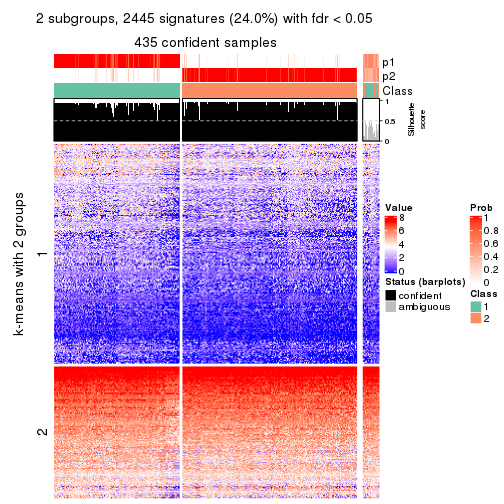 2 subgroups, 2445 signatures (24.0%) with fdr < 0.05
435 confident samples
p1
p2
Class
1
0.5
0
Silhouette
score
k-means with 2 groups
1
2
Value
8
6
4
2
0
Prob
1
0.8
0.6
0.4
0.2
0
Status (barplots)
confident
ambiguous
Class
1
2